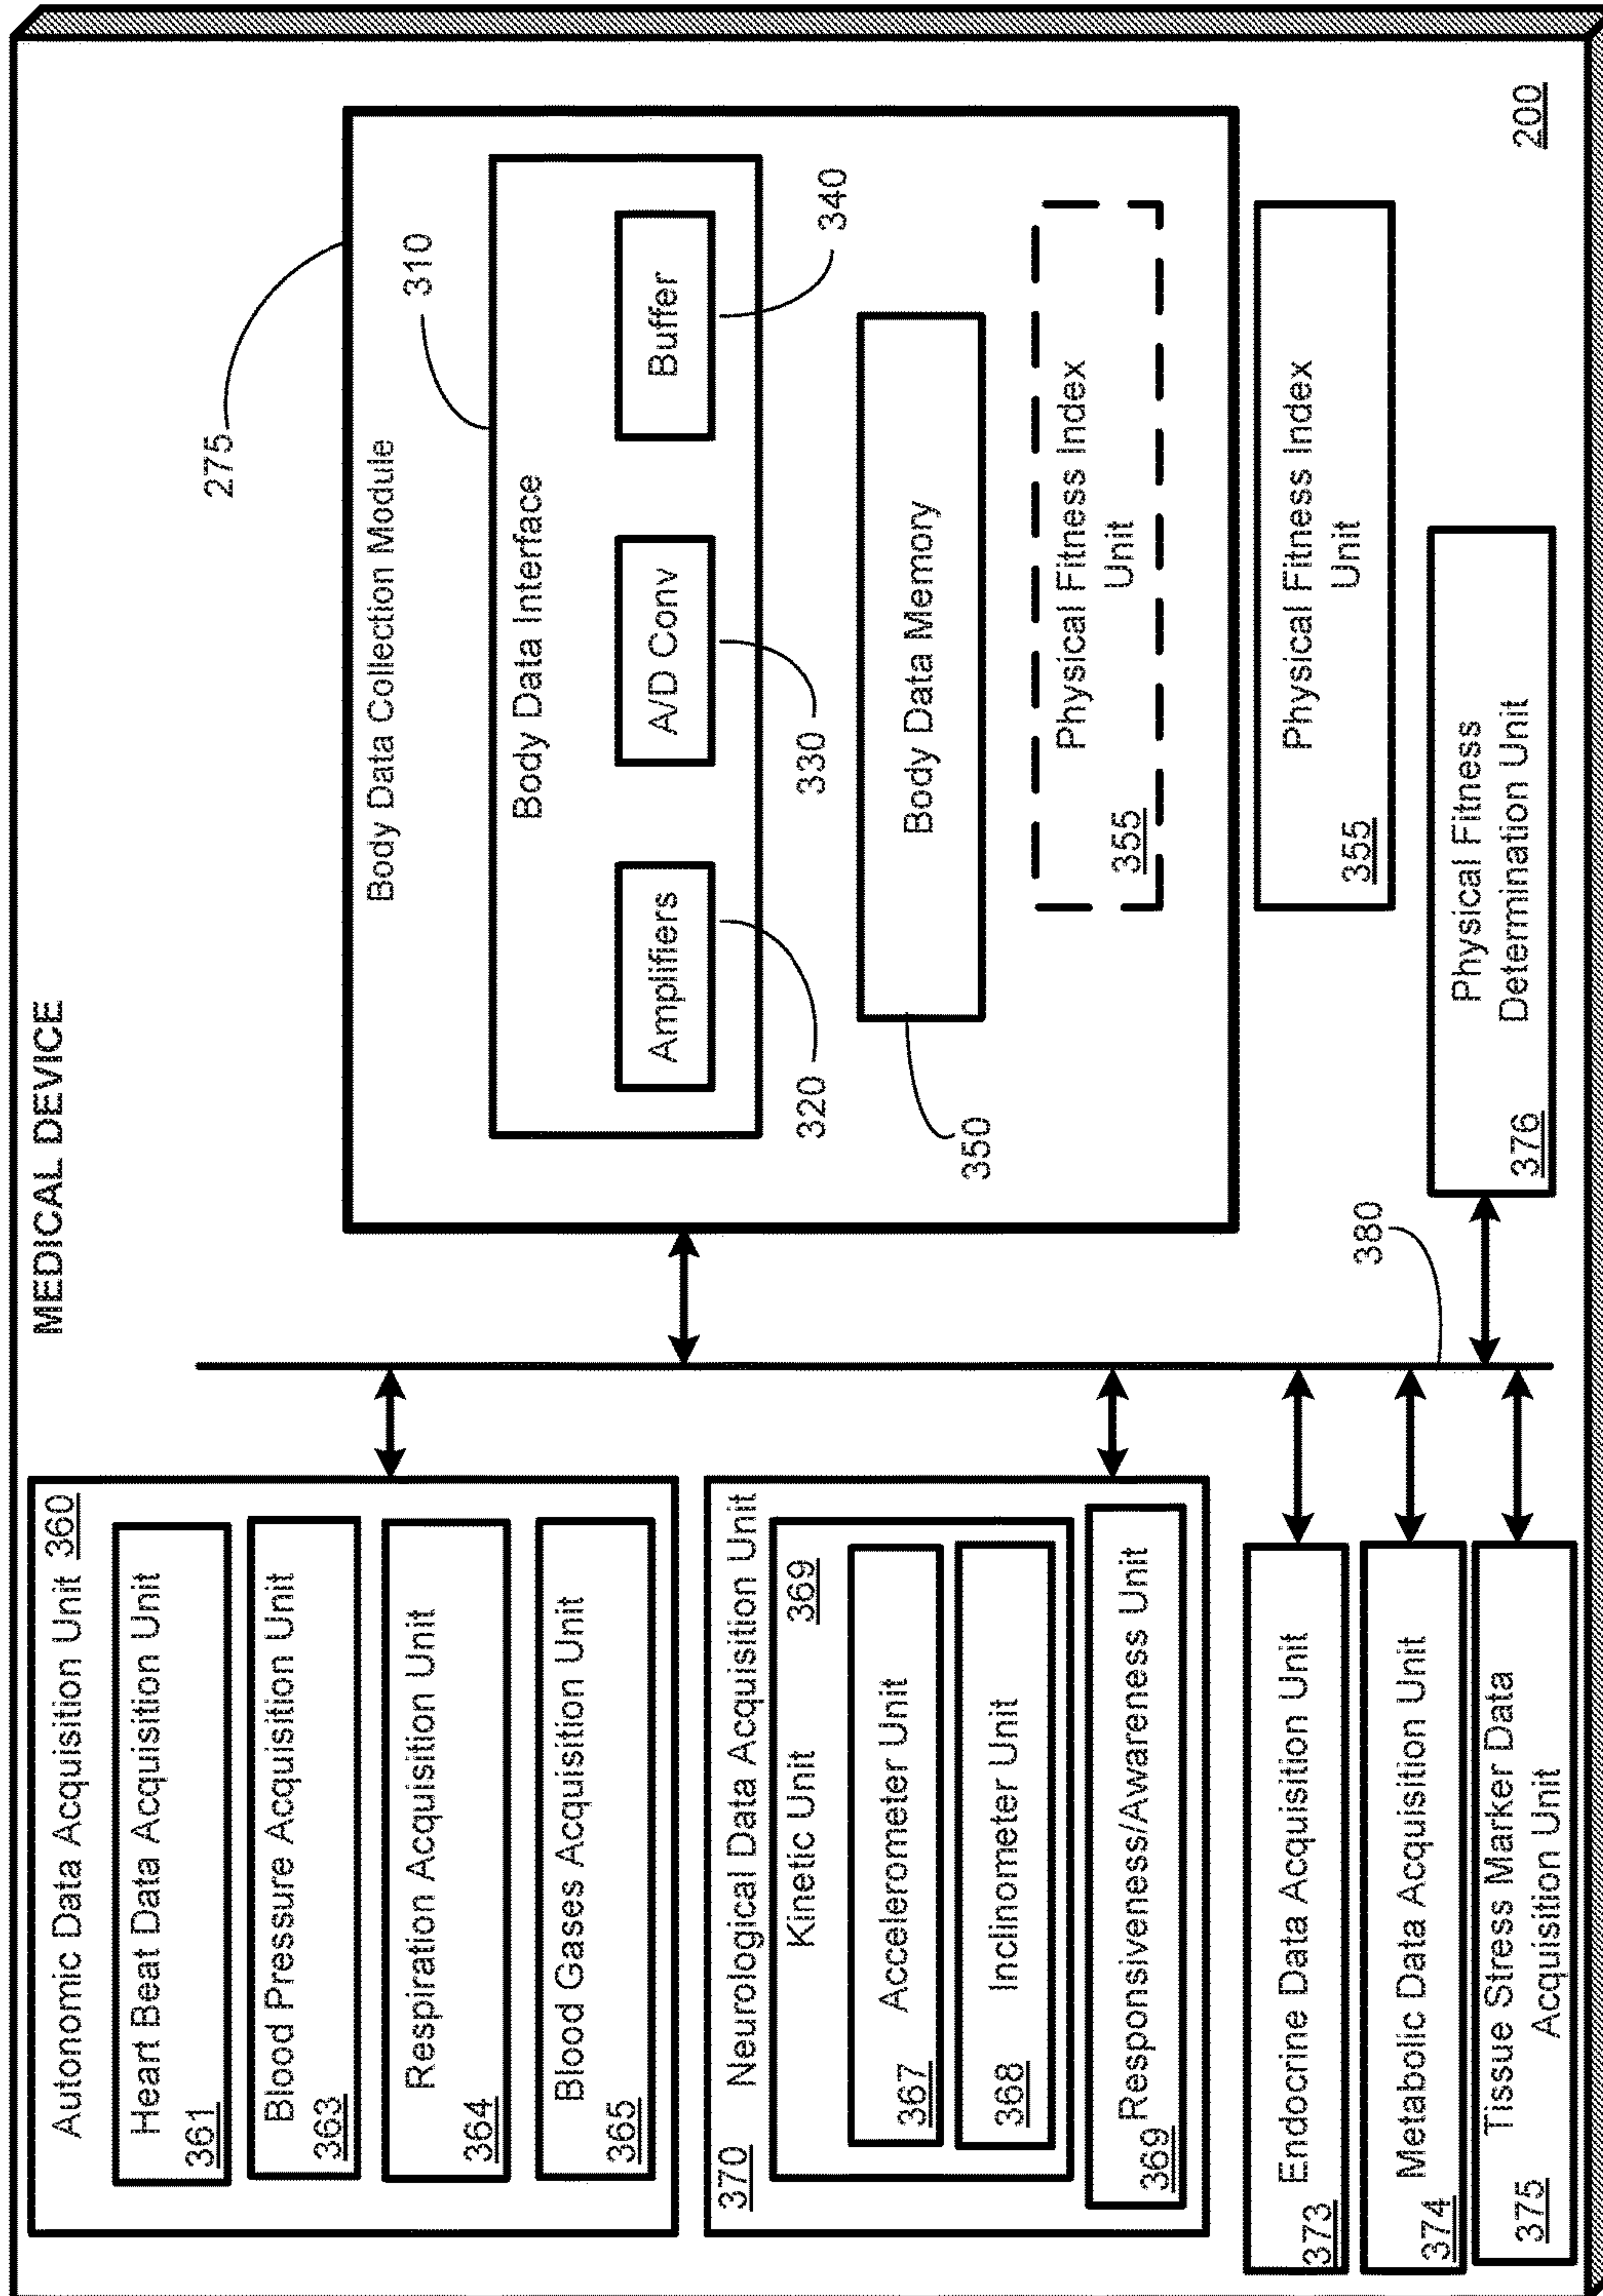 MEDICAL DEVICE
Autonomic Data Acquisition Unit 360
Heart Beat Data Acquisition Unit
361
Blood Pressure Acquisition Unit
363
Respiration Acquisition Unit
364
Blood Gases Acquisition Unit
365
370 Neurological Data Acquisition Unit
Kinetic Unit 369
Accelerometer Unit
367
Inclinometer Unit
368
Responsiveness/Awareness Unit
369
Endocrine Data Acquisition Unit
373
Metabolic Data Acquisition Unit
374
Tissue Stress Marker Data
Acquisition Unit
375
380
275
Body Data Collection Module
310
Body Data Interface
Amplifiers
A/D Conv
Buffer
320
330
340
Body Data Memory
350
Physical Fitness Index
Unit
355
Physical Fitness Index
Unit
355
Physical Fitness
Determination Unit
376
200